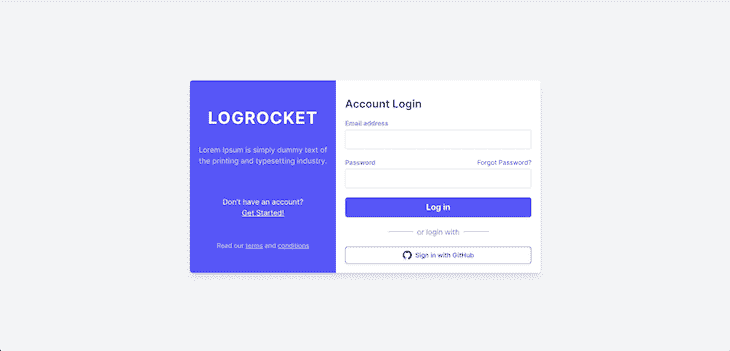 LOGROCKET
Lorem Ipsum is simply dummy text of
the printing and typesetting industry.
Don't have an account?
Get Started!
Read our terms and conditions
Account Login
Email address
Password
Forgot Password?
Log in
or login with
Sign in with GitHub